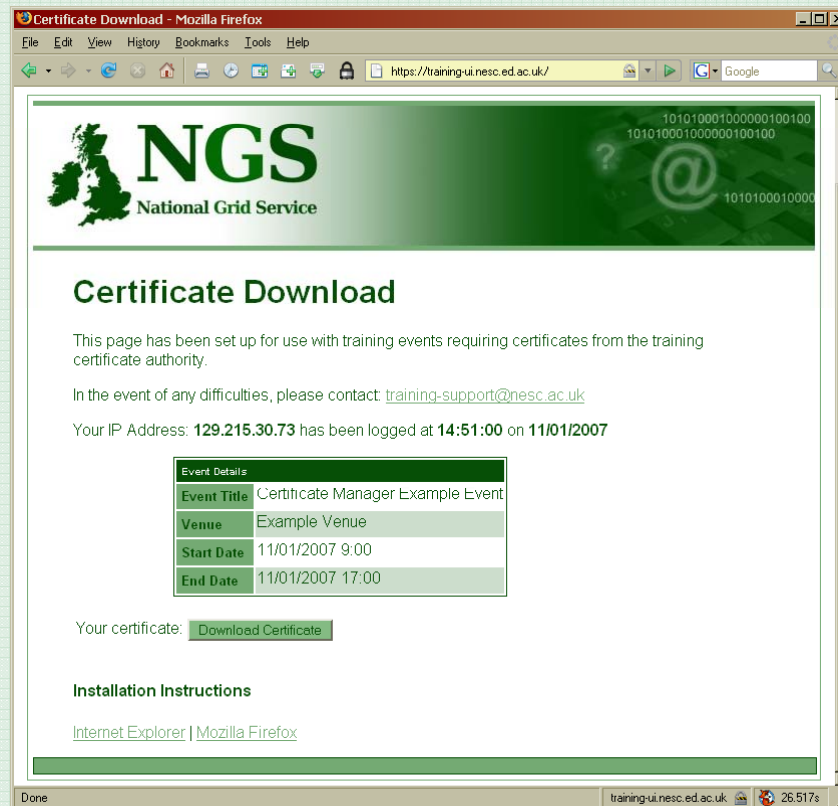 Certificate Download - Mozilla Firefox
File Edit View History Bookmarks Tools Help
https://training-ui.nesc.ed.ac.uk/
G Google
101010001000000100100
101010001000000100100
?
@
1010100010000
NGS
National Grid Service
Certificate Download
This page has been set up for use with training events requiring certificates from the training
certificate authority.
In the event of any difficulties, please contact: training-support@nesc.ac.uk
Your IP Address: 129.215.30.73 has been logged at 14:51:00 on 11/01/2007
Event Details
Event Title Certificate Manager Example Event
Venue Example Venue
Start Date 11/01/2007 9:00
End Date 11/01/2007 17:00
Your certificate: Download Certificate
Installation Instructions
Internet Explorer | Mozilla Firefox
Done training-ui.nesc.ed.ac.uk 26.517s